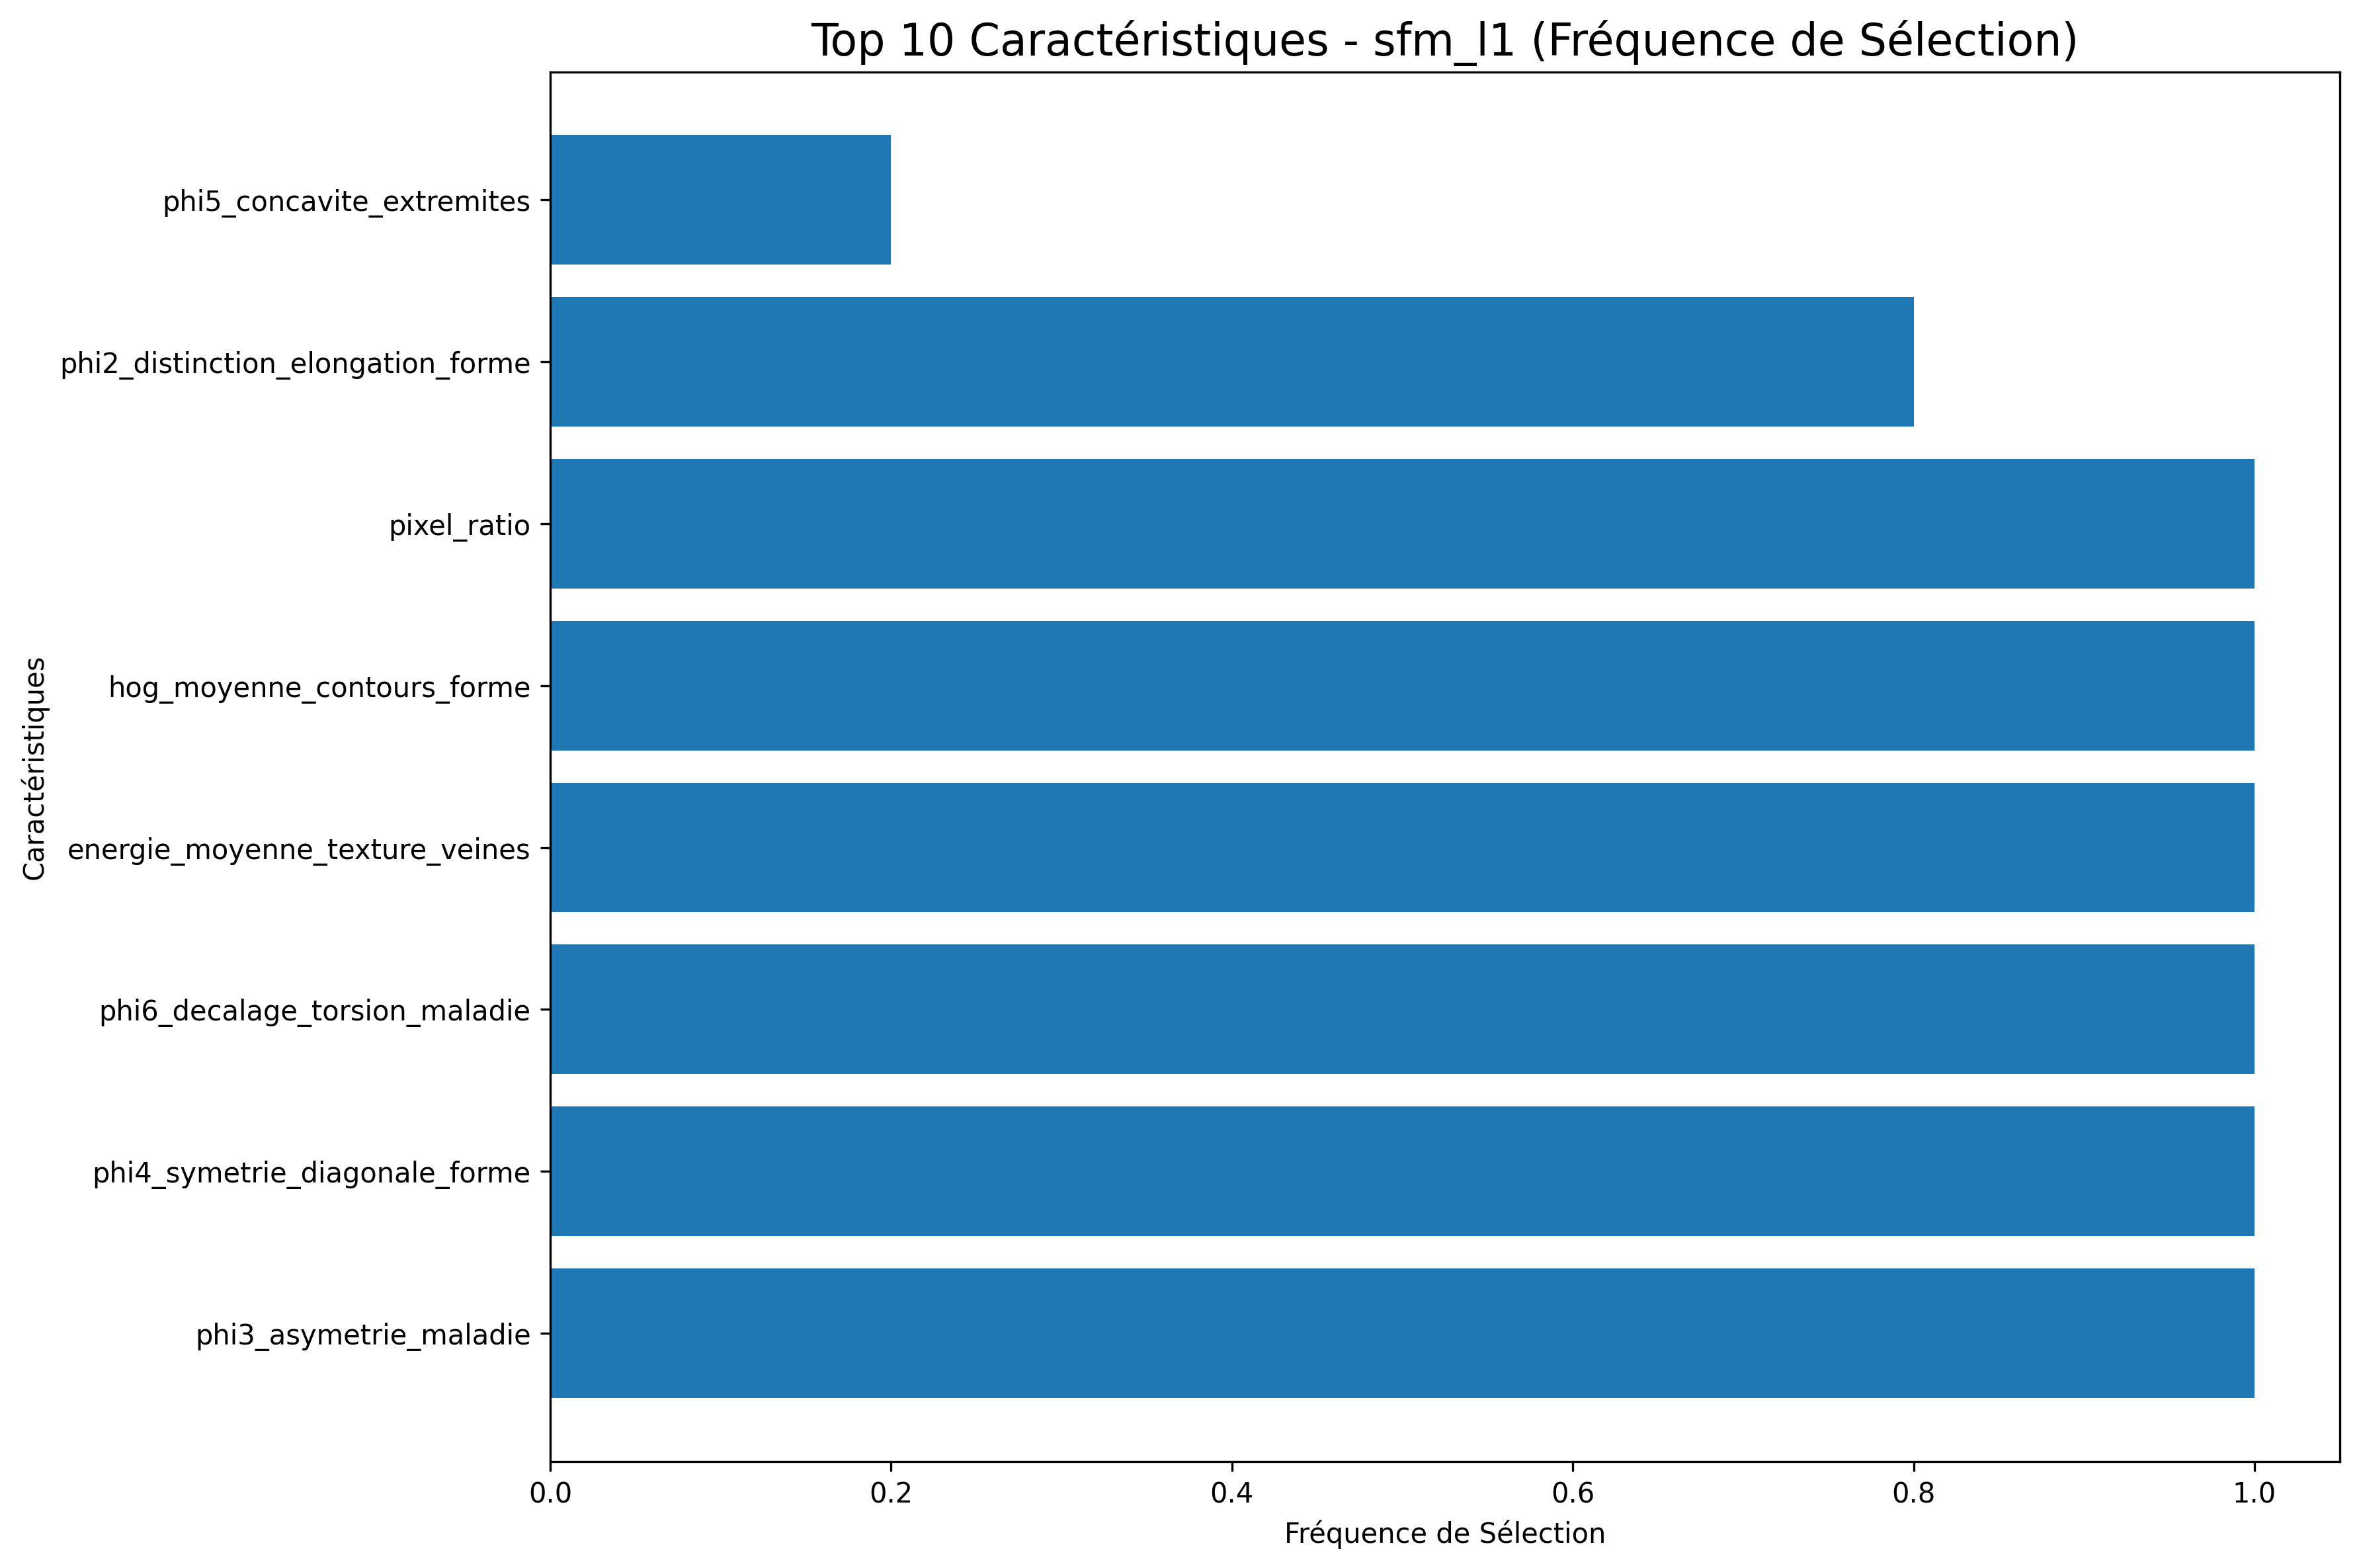 Top 10 Caractéristiques - sfm_l1 (Fréquence de Sélection)
Caractéristiques
phi5_concavite_extremites
phi2_distinction_elongation_forme
pixel_ratio
hog_moyenne_contours_forme
energie_moyenne_texture_veines
phi6_decalage_torsion_maladie
phi4_symetrie_diagonale_forme
phi3_asymetrie_maladie
0.0 0.2 0.4 0.6 0.8 1.0
Fréquence de Sélection